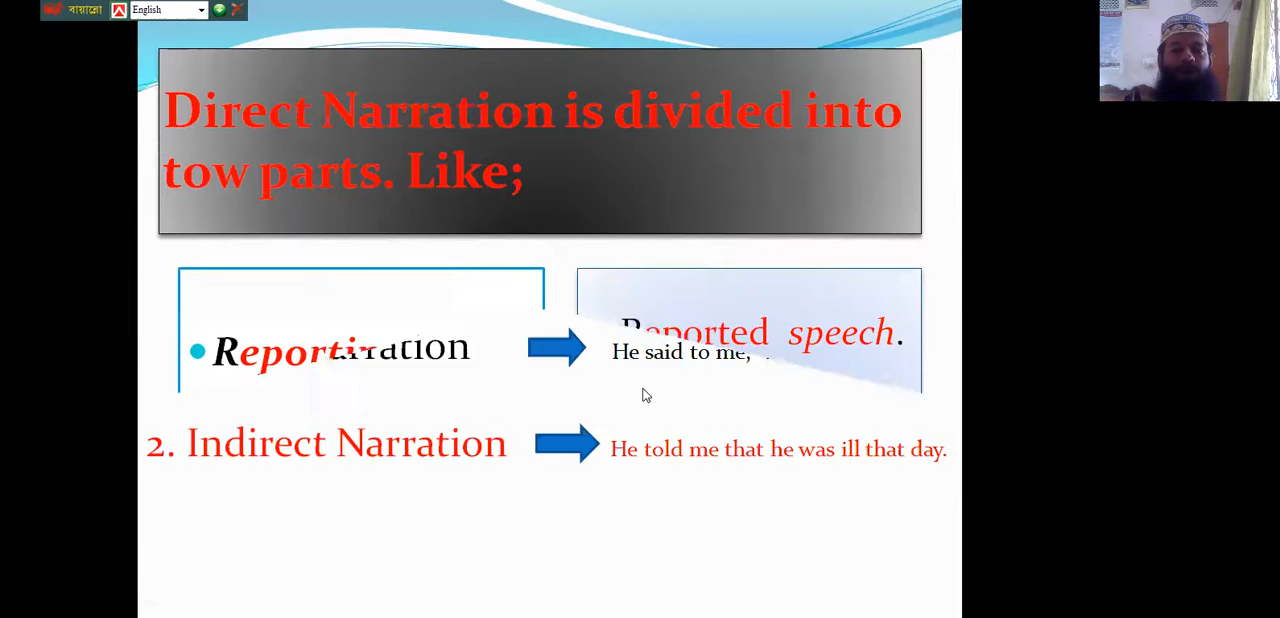 বায়ান্নো English
Direct Narration is divided into
tow parts. Like;
Reported speech.
Reporti ration He said to me,
2. Indirect Narration He told me that he was ill that day.